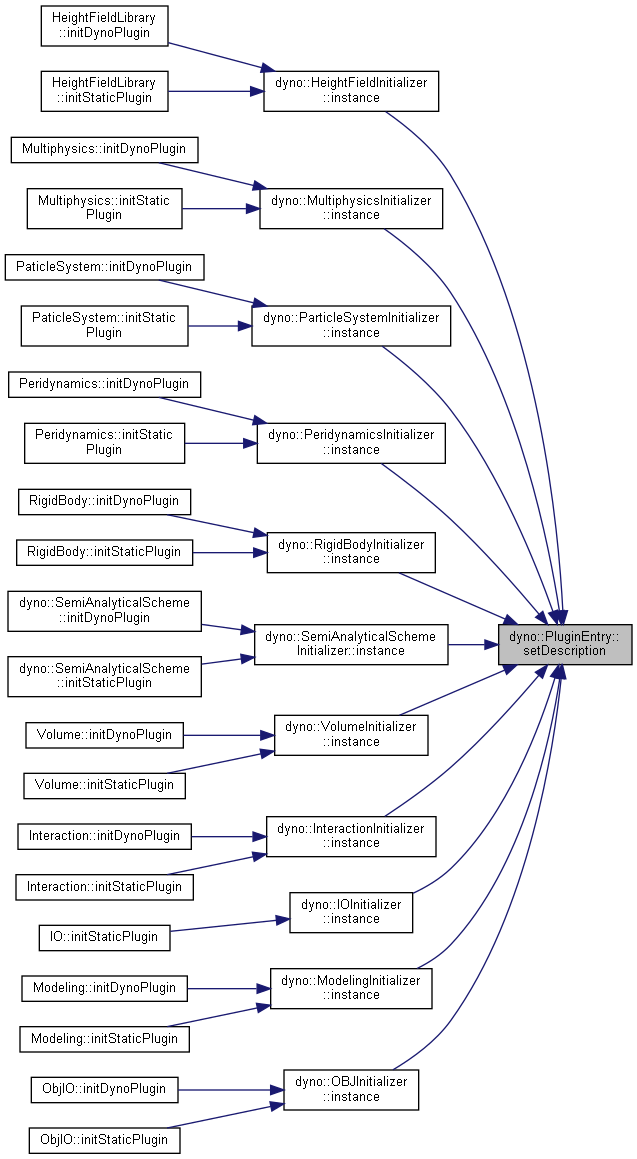 HeightFieldLibrary
::initDynoPlugin
HeightFieldLibrary
::initStaticPlugin
dyno::HeightFieldInitializer
::instance
Multiphysics::initDynoPlugin
Multiphysics::initStatic
Plugin
dyno::MultiphysicsInitializer
::instance
PaticleSystem::initDynoPlugin
PaticleSystem::initStatic
Plugin
dyno::ParticleSystemInitializer
::instance
Peridynamics::initDynoPlugin
Peridynamics::initStatic
Plugin
dyno::PeridynamicsInitializer
::instance
RigidBody::initDynoPlugin
RigidBody::initStaticPlugin
dyno::RigidBodyInitializer
::instance
dyno::SemiAnalyticalScheme
::initDynoPlugin
dyno::SemiAnalyticalScheme
::initStaticPlugin
dyno::SemiAnalyticalScheme
Initializer::instance
dyno::PluginEntry::
setDescription
Volume::initDynoPlugin
Volume::initStaticPlugin
dyno::VolumeInitializer
::instance
Interaction::initDynoPlugin
Interaction::initStaticPlugin
dyno::InteractionInitializer
::instance
IO::initStaticPlugin
dyno::IOInitializer
::instance
Modeling::initDynoPlugin
Modeling::initStaticPlugin
dyno::ModelingInitializer
::instance
ObjIO::initDynoPlugin
ObjIO::initStaticPlugin
dyno::OBJInitializer
::instance